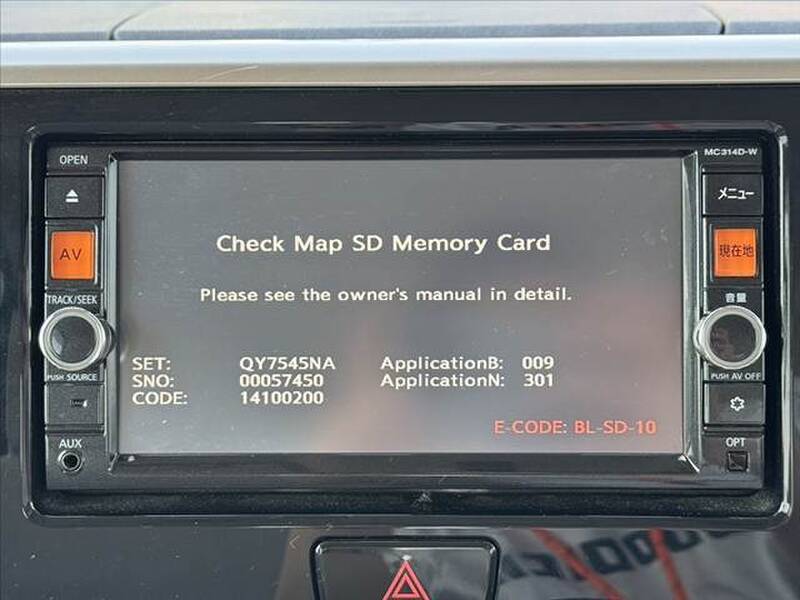 OPEN
MC314D-W
メニュー
AV
現在地
TRACK/SEEK
音量
PUSH SOURCE
PUSH AV OFF
AUX
OPT
Check Map SD Memory Card
Please see the owner's manual in detail.
SET: QY7545NA ApplicationB: 009
SNO: 00057450 ApplicationN: 301
CODE: 14100200
E-CODE: BL-SD-10